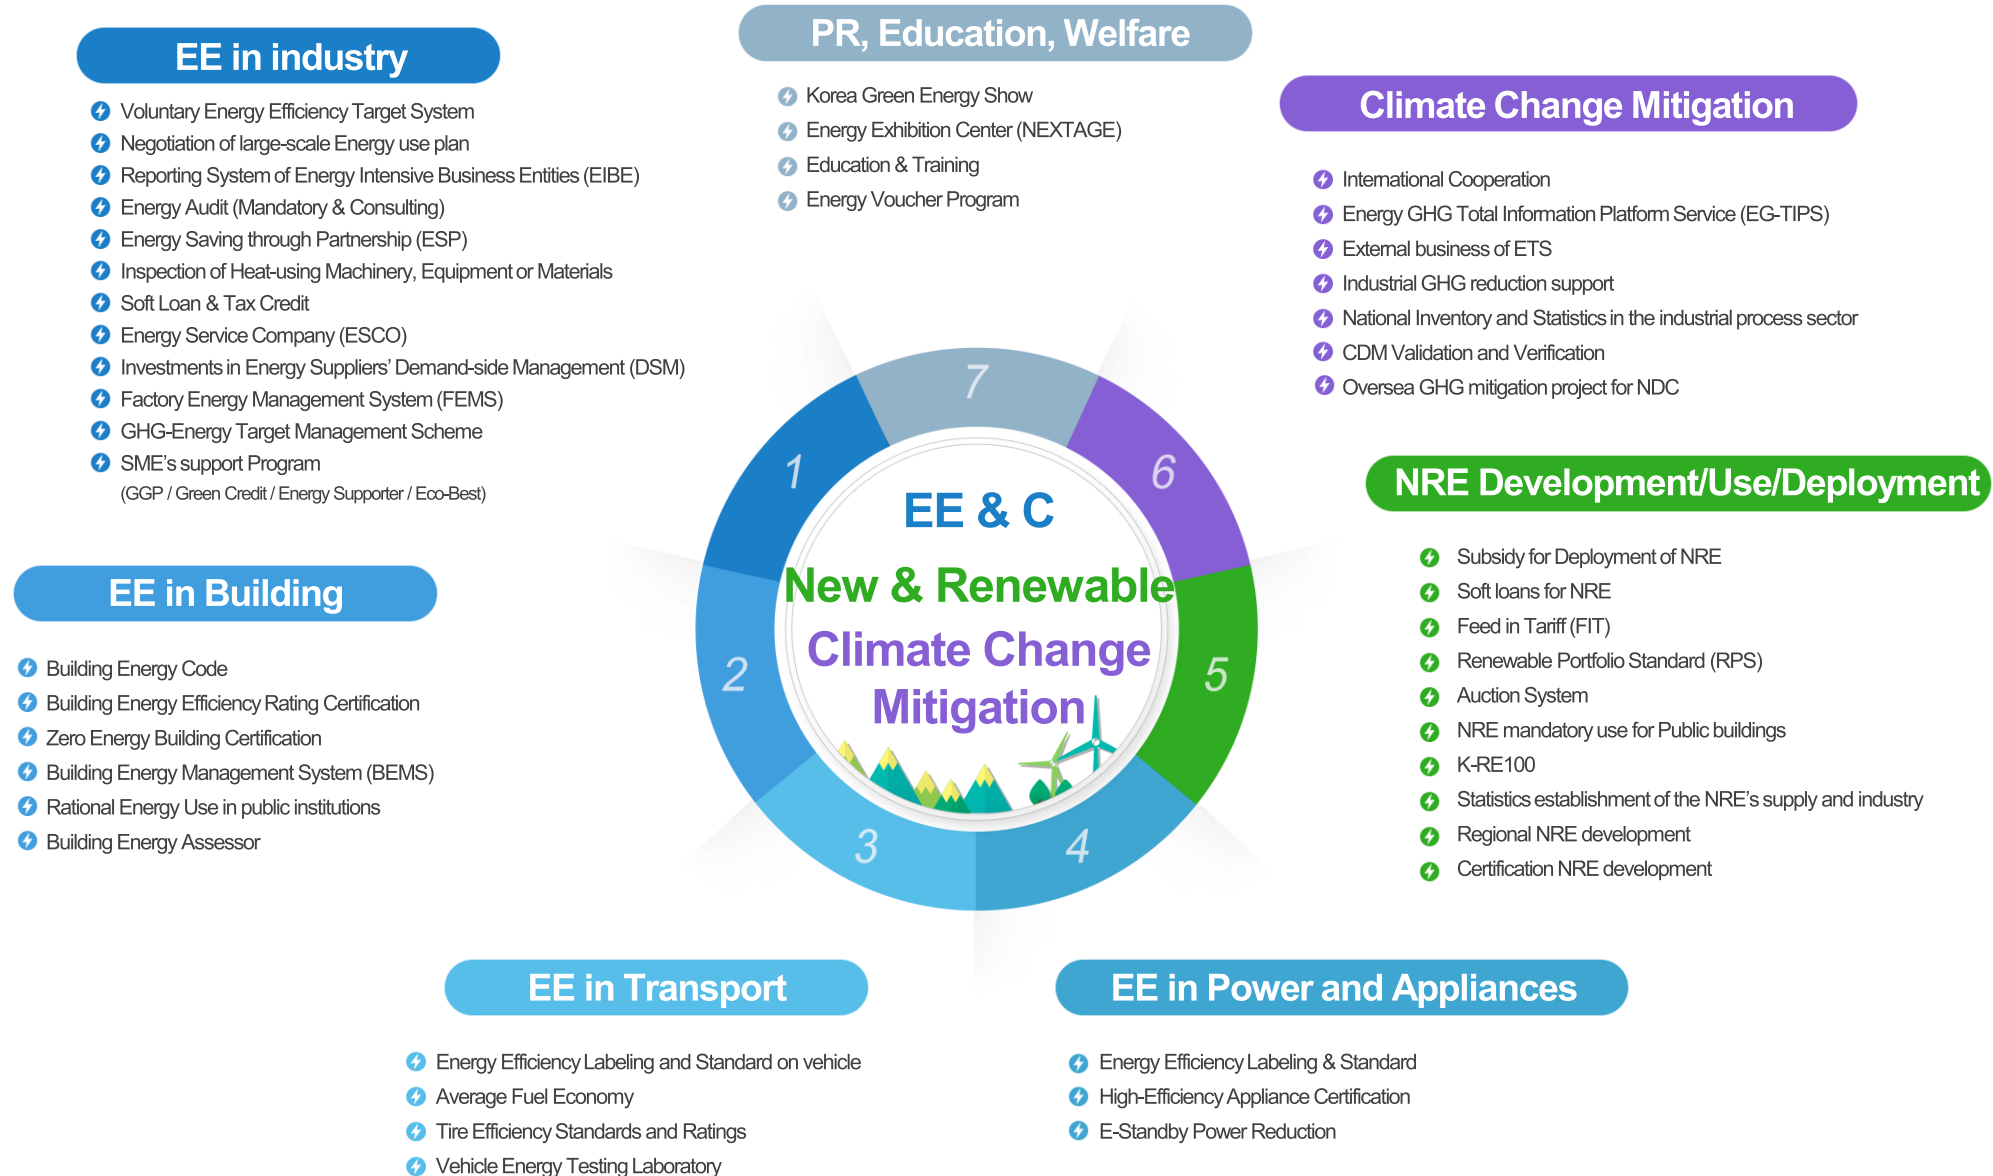 EE in industry
Voluntary Energy Efficiency Target System
Negotiation of large-scale Energy use plan
Reporting System of Energy Intensive Business Entities (EIBE)
Energy Audit (Mandatory & Consulting)
Energy Saving through Partnership (ESP)
Inspection of Heat-using Machinery, Equipment or Materials
Soft Loan & Tax Credit
Energy Service Company (ESCO)
Investments in Energy Suppliers' Demand-side Management (DSM)
Factory Energy Management System (FEMS)
GHG-Energy Target Management Scheme
SME's support Program
(GGP / Green Credit / Energy Supporter / Eco-Best)
PR, Education, Welfare
Korea Green Energy Show
Energy Exhibition Center (NEXTAGE)
Education & Training
Energy Voucher Program
Climate Change Mitigation
International Cooperation
Energy GHG Total Information Platform Service (EG-TIPS)
External business of ETS
Industrial GHG reduction support
National Inventory and Statistics in the industrial process sector
CDM Validation and Verification
Oversea GHG mitigation project for NDC
7
1
6
2
5
3
4
EE & C
New & Renewable
Climate Change
Mitigation
NRE Development/Use/Deployment
Subsidy for Deployment of NRE
Soft loans for NRE
Feed in Tariff (FIT)
Renewable Portfolio Standard (RPS)
Auction System
NRE mandatory use for Public buildings
K-RE100
Statistics establishment of the NRE's supply and industry
Regional NRE development
Certification NRE development
EE in Building
Building Energy Code
Building Energy Efficiency Rating Certification
Zero Energy Building Certification
Building Energy Management System (BEMS)
Rational Energy Use in public institutions
Building Energy Assessor
EE in Transport
Energy Efficiency Labeling and Standard on vehicle
Average Fuel Economy
Tire Efficiency Standards and Ratings
Vehicle Energy Testing Laboratory
EE in Power and Appliances
Energy Efficiency Labeling & Standard
High-Efficiency Appliance Certification
E-Standby Power Reduction